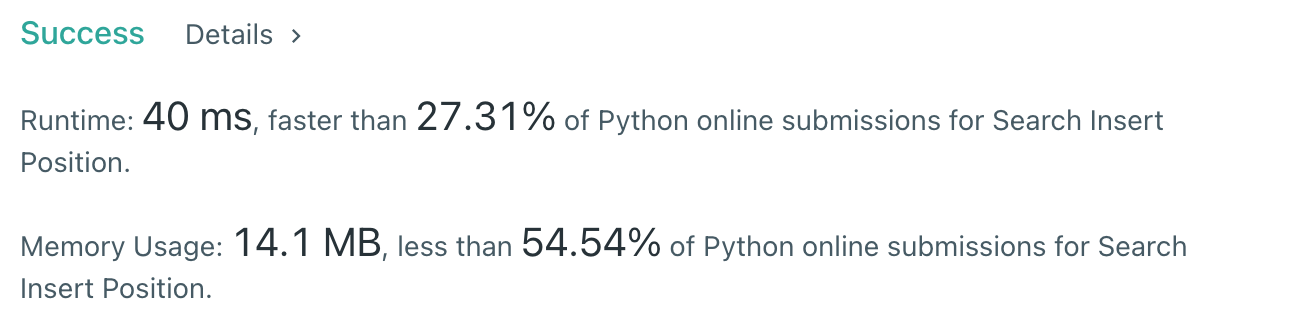 Success Details >
Runtime: 40 ms, faster than 27.31% of Python online submissions for Search Insert
Position.
Memory Usage: 14.1 MB, less than 54.54% of Python online submissions for Search
Insert Position.